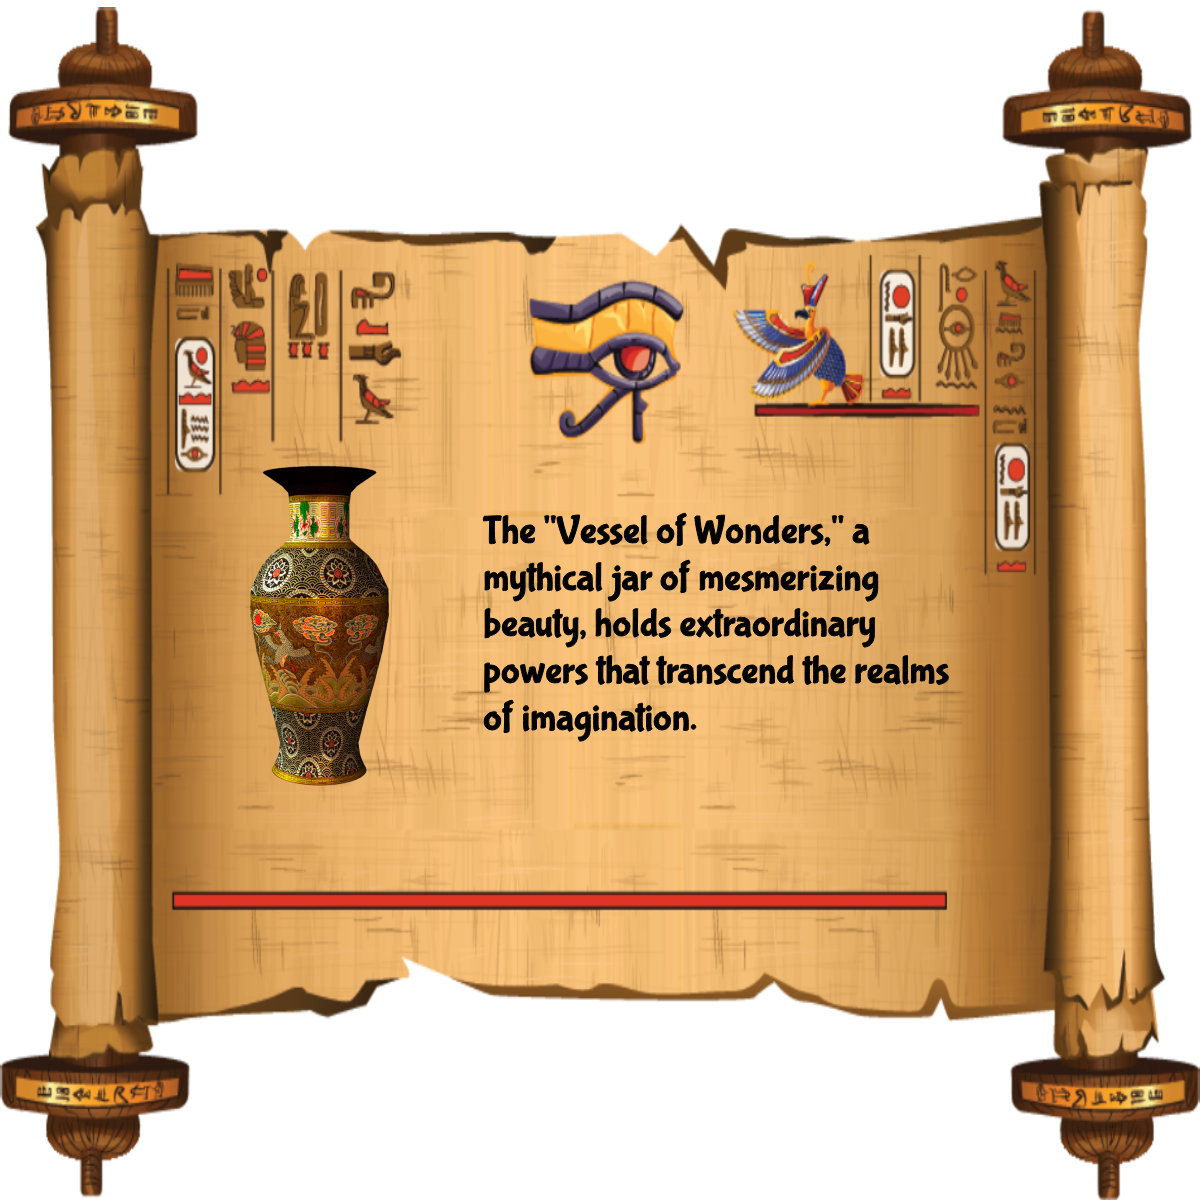 The "Vessel of Wonders," a
mythical jar of mesmerizing
beauty, holds extraordinary
powers that transcend the realms
of imagination.